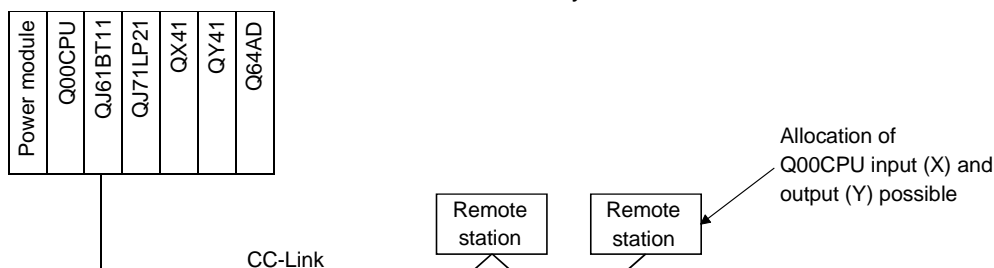 Power module
Q00CPU
QJ61BT11
QJ71LP21
QX41
QY41
Q64AD
Allocation of
Q00CPU input (X) and
output (Y) possible
Remote
station
Remote
station
CC-Link